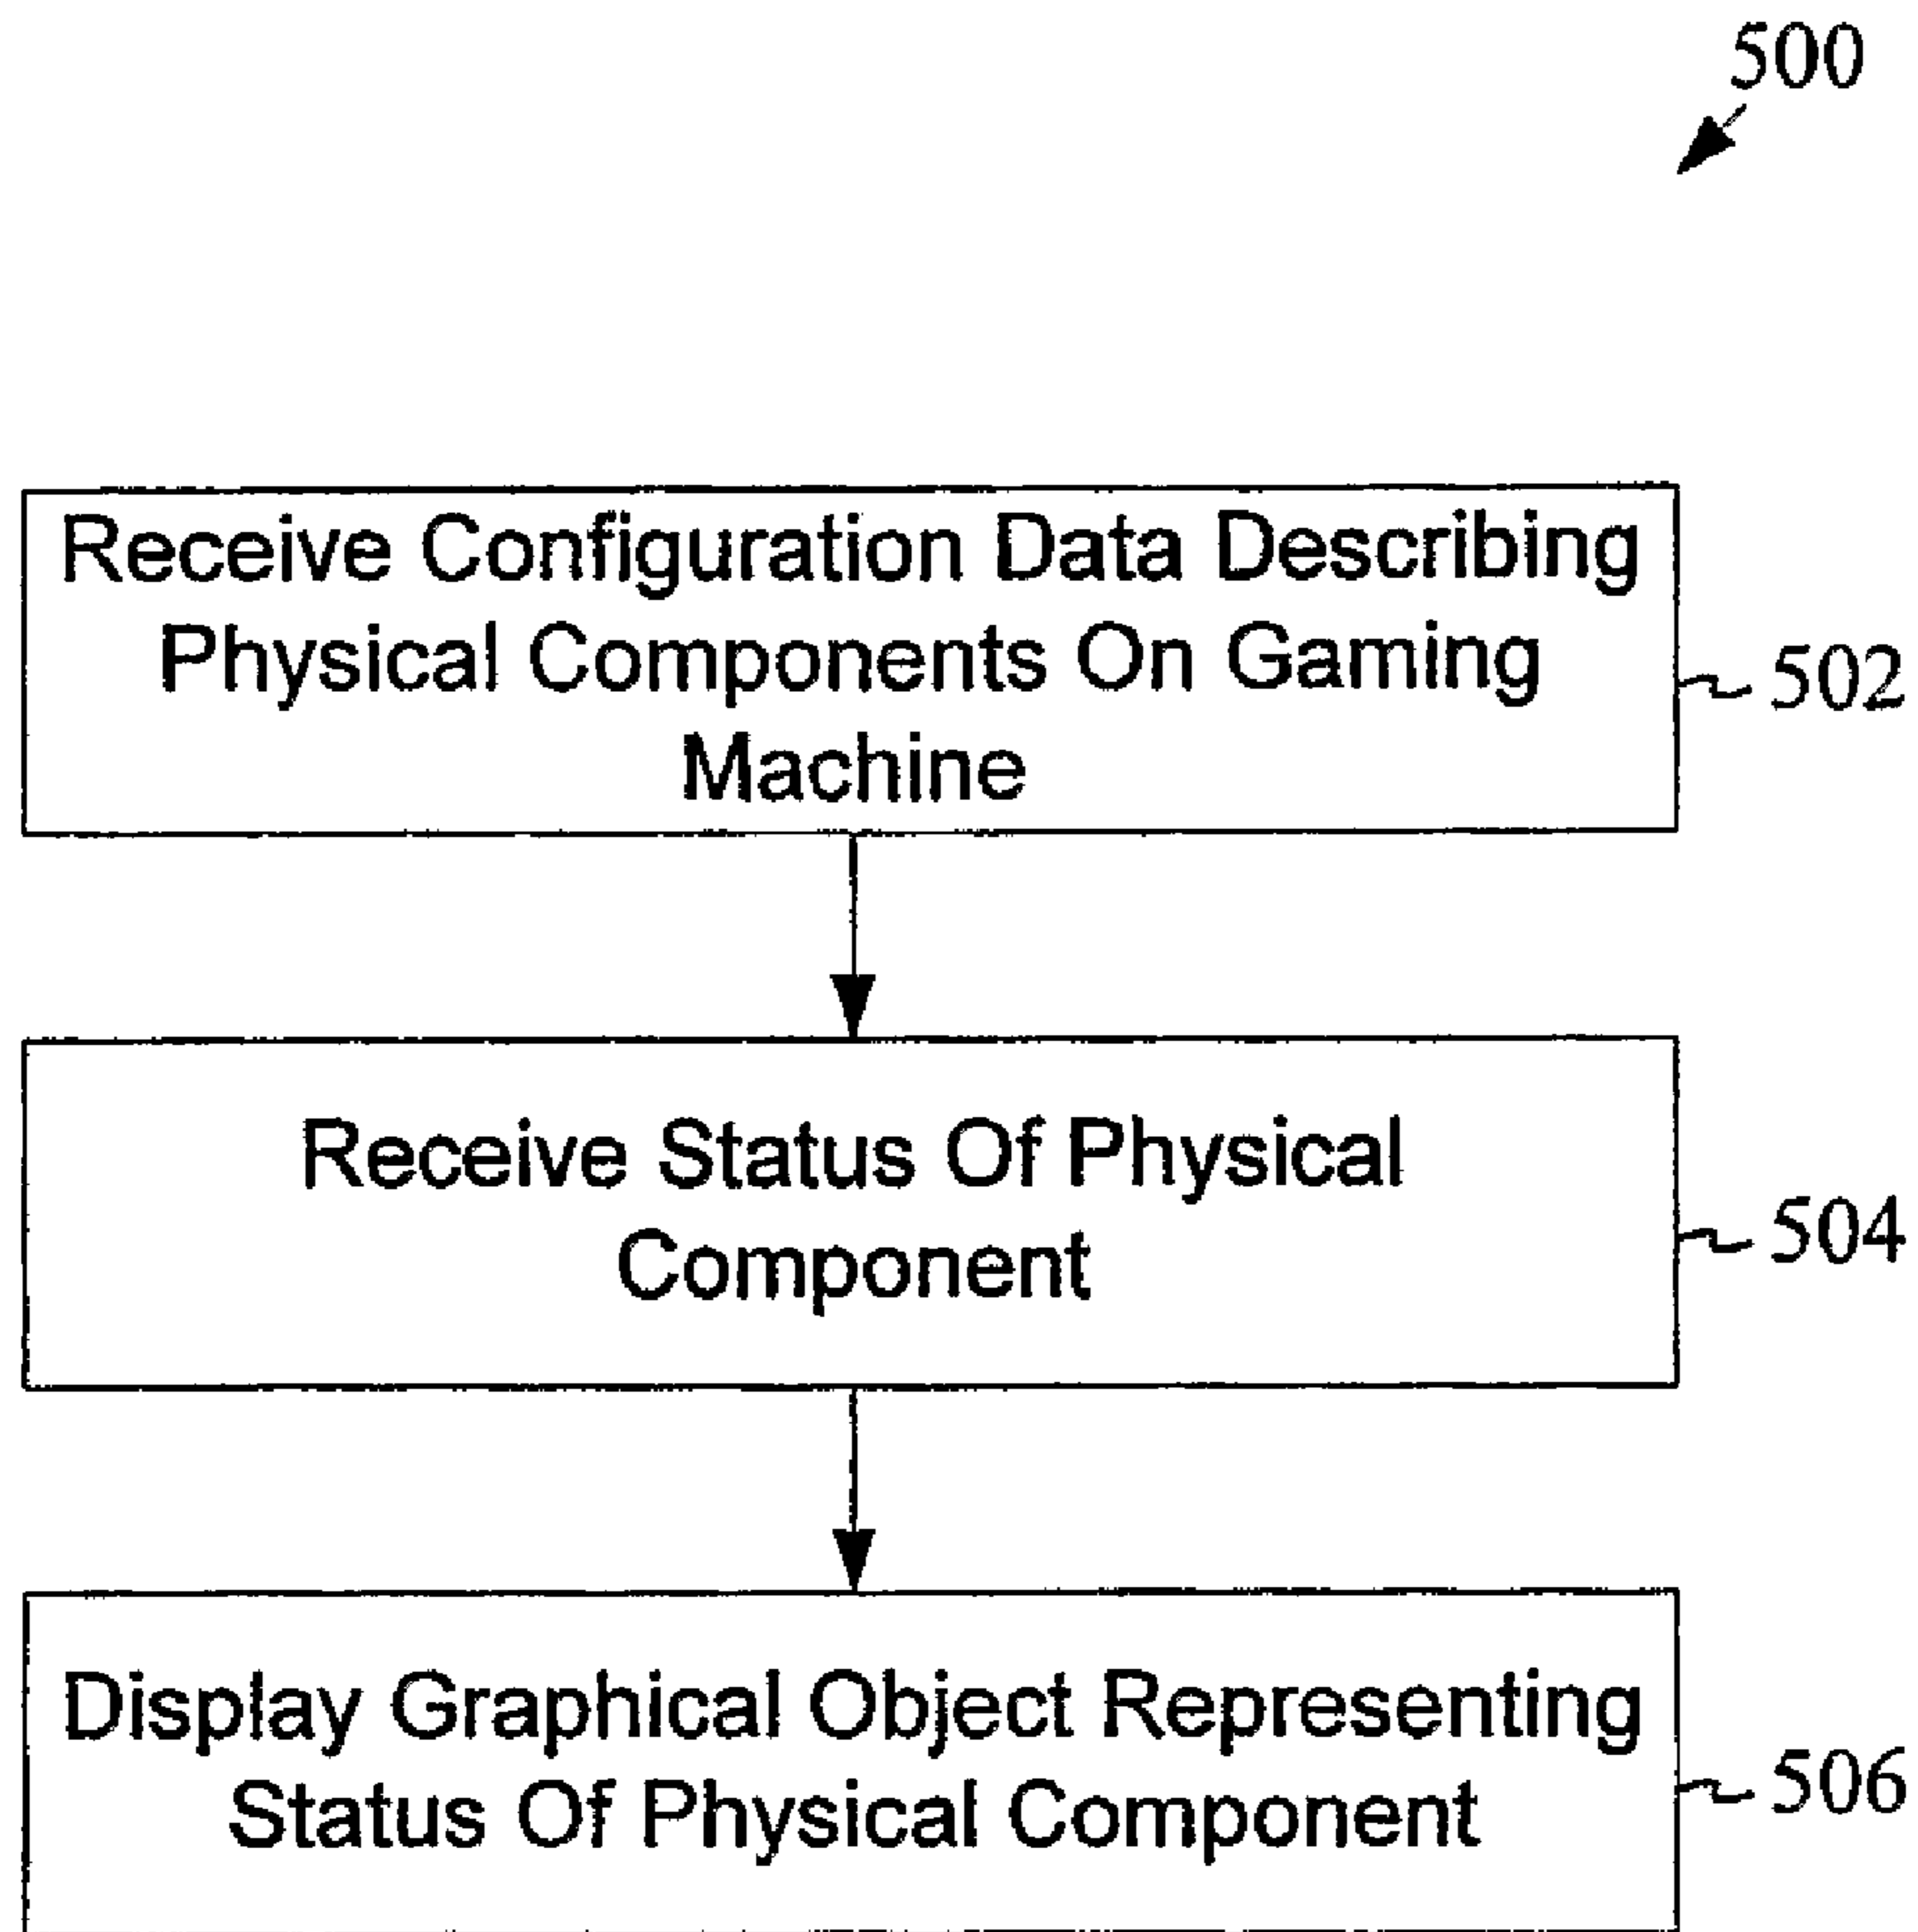 500
Receive Configuration Data Describing
Physical Components On Gaming
Machine
502
Receive Status Of Physical
Component
504
Display Graphical Object Representing
Status Of Physical Component
506